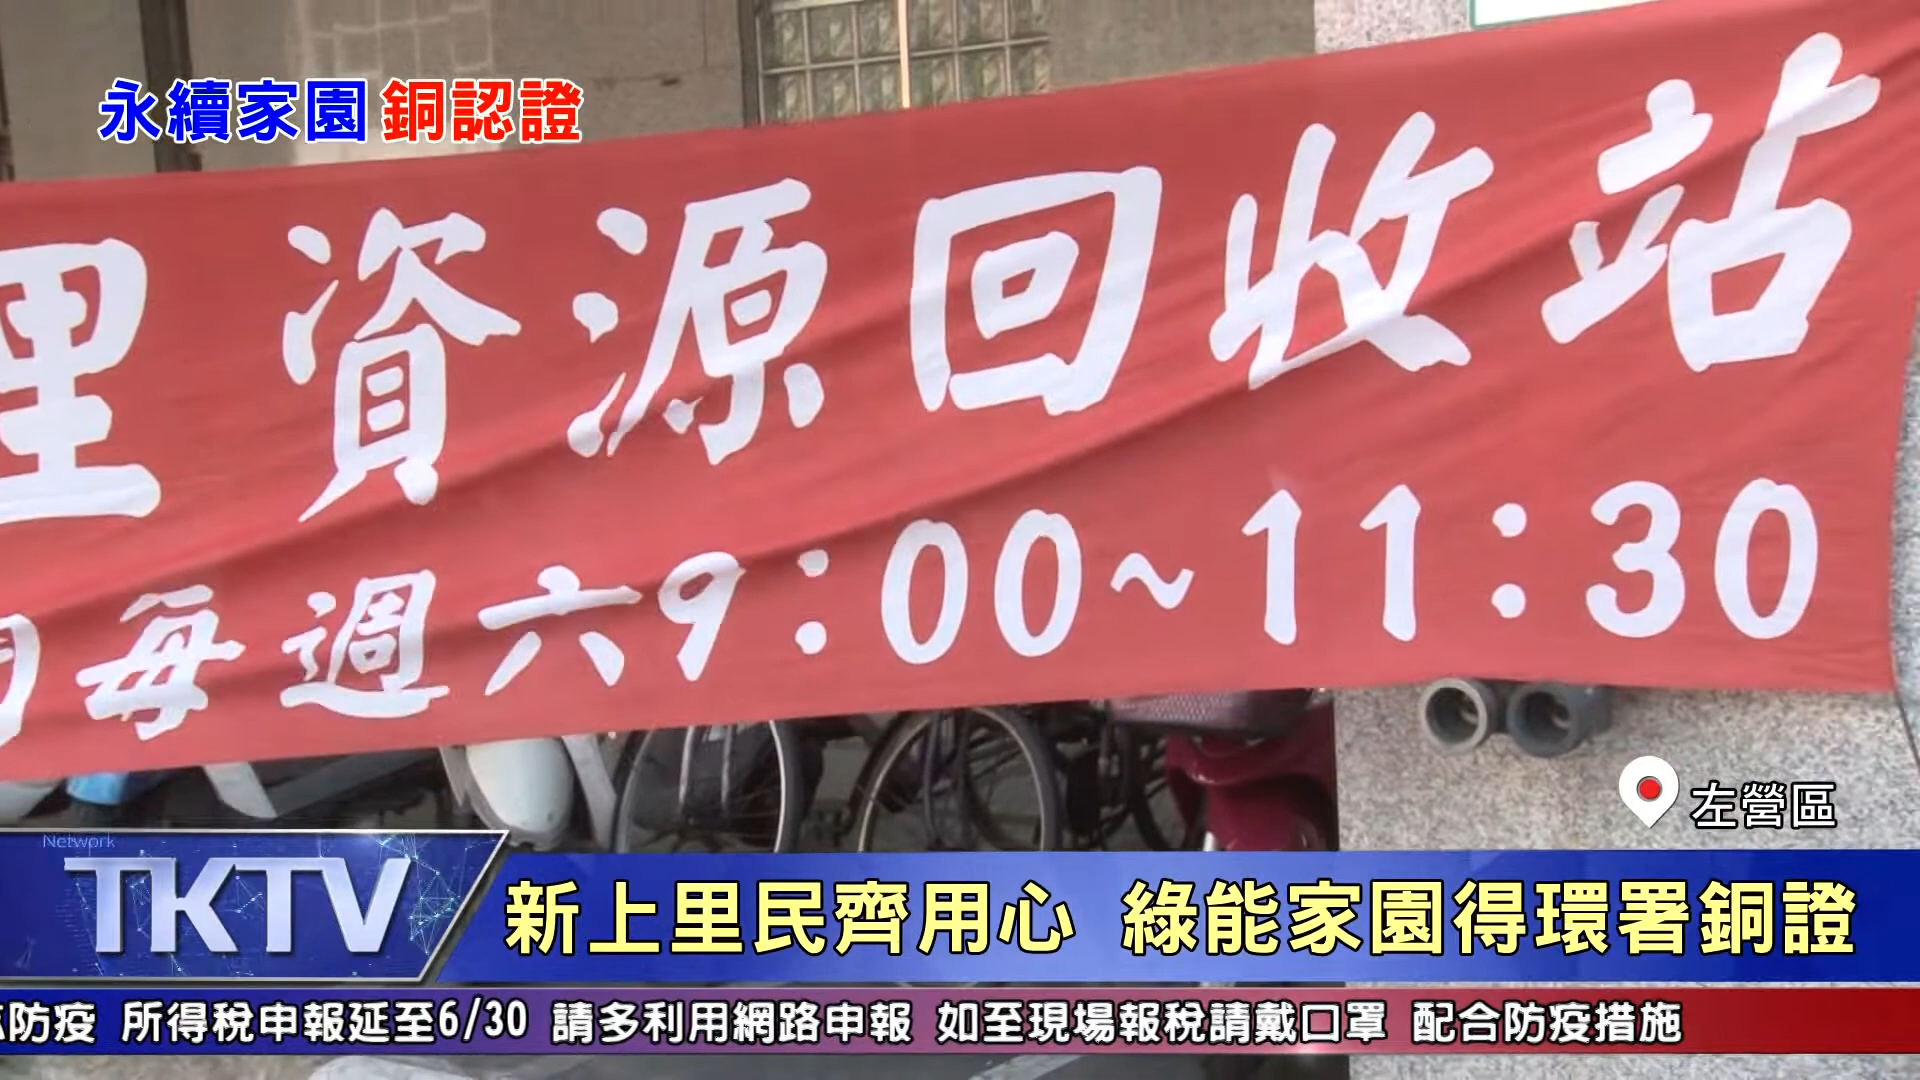 永續家園 銅認證
里資源回收站
每週六9:00~11:30
左營區
Network
TKTV
新上里民齊用心 綠能家園得環署銅證
防疫 所得稅申報延至6/30 請多利用網路申報 如至現場報稅請戴口罩 配合防疫措施